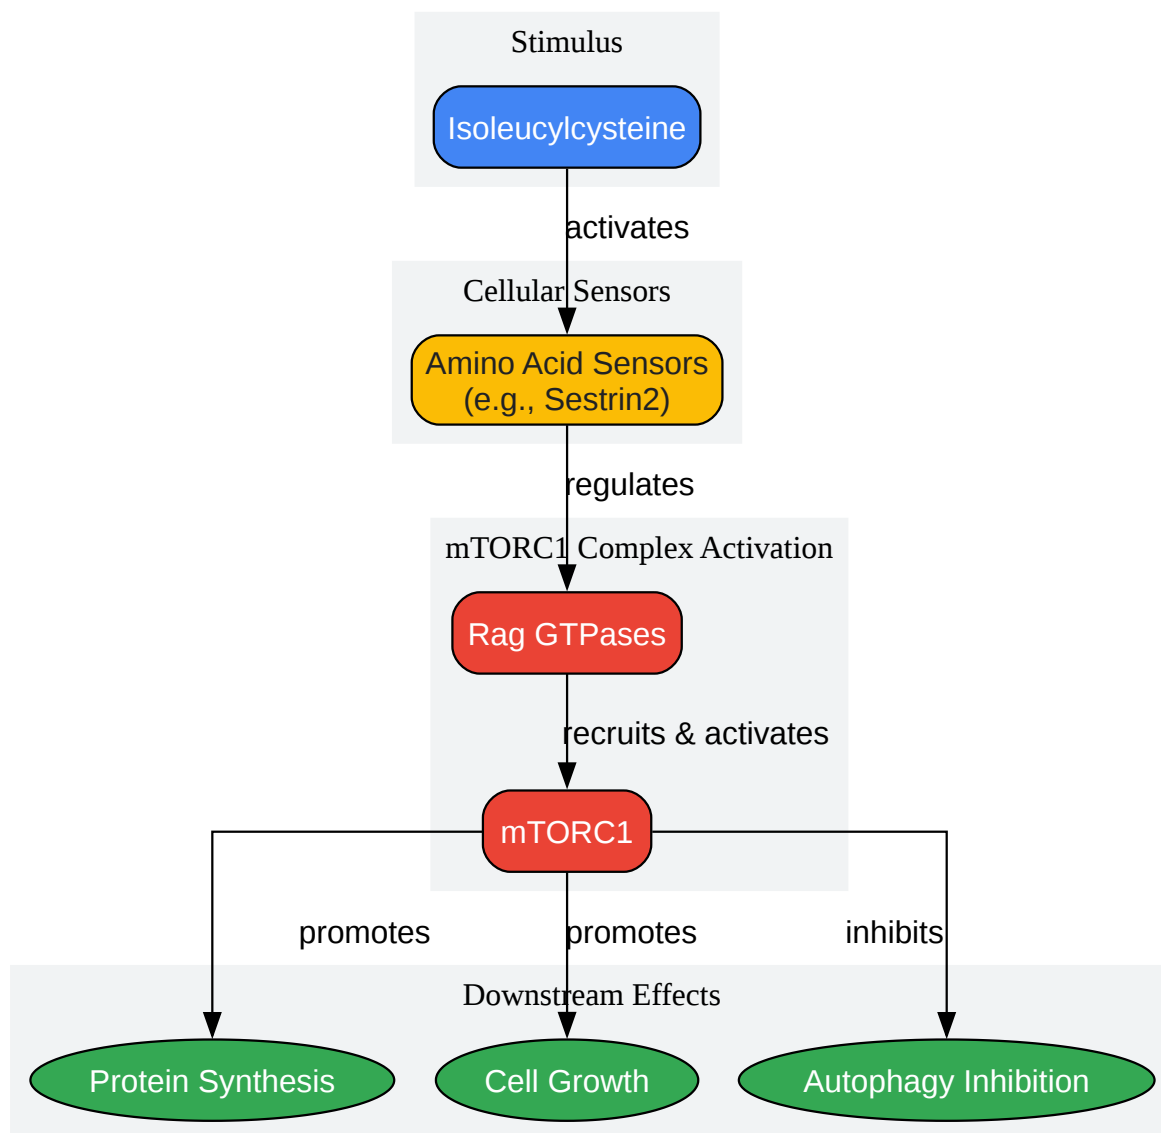 Stimulus
Isoleucylcysteine
activates
Cellular Sensors
Amino Acid Sensors
(e.g., Sestrin2)
regulates
mTORC1 Complex Activation
Rag GTPases
recruits & activates
mTORC1
promotes
promotes
inhibits
Downstream Effects
Protein Synthesis
Cell Growth
Autophagy Inhibition